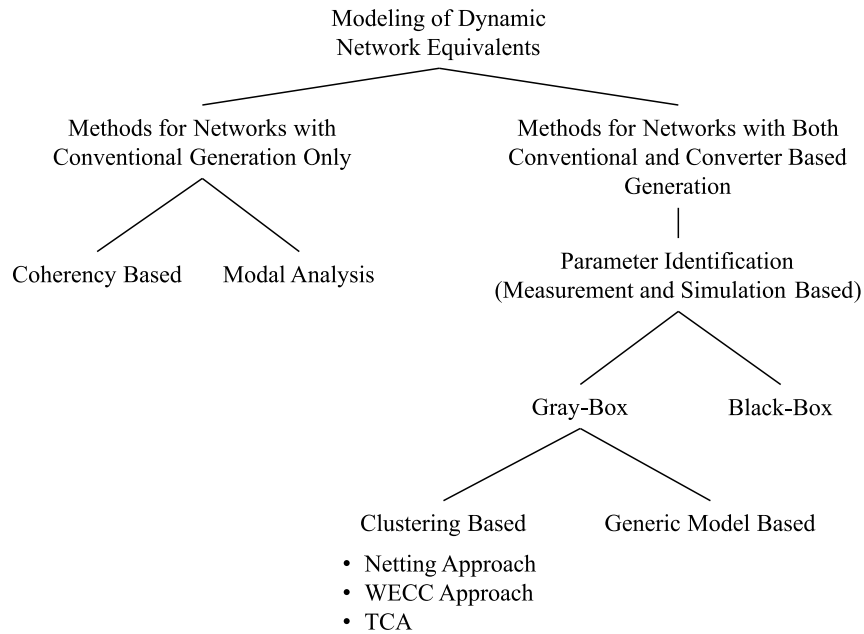 Modeling of Dynamic
Network Equivalents
Methods for Networks with
Conventional Generation Only
Methods for Networks with Both
Conventional and Converter Based
Generation
Coherency Based
Modal Analysis
Parameter Identification
(Measurement and Simulation Based)
Gray-Box
Black-Box
Clustering Based
Generic Model Based
• Netting Approach
• WECC Approach
• TCA